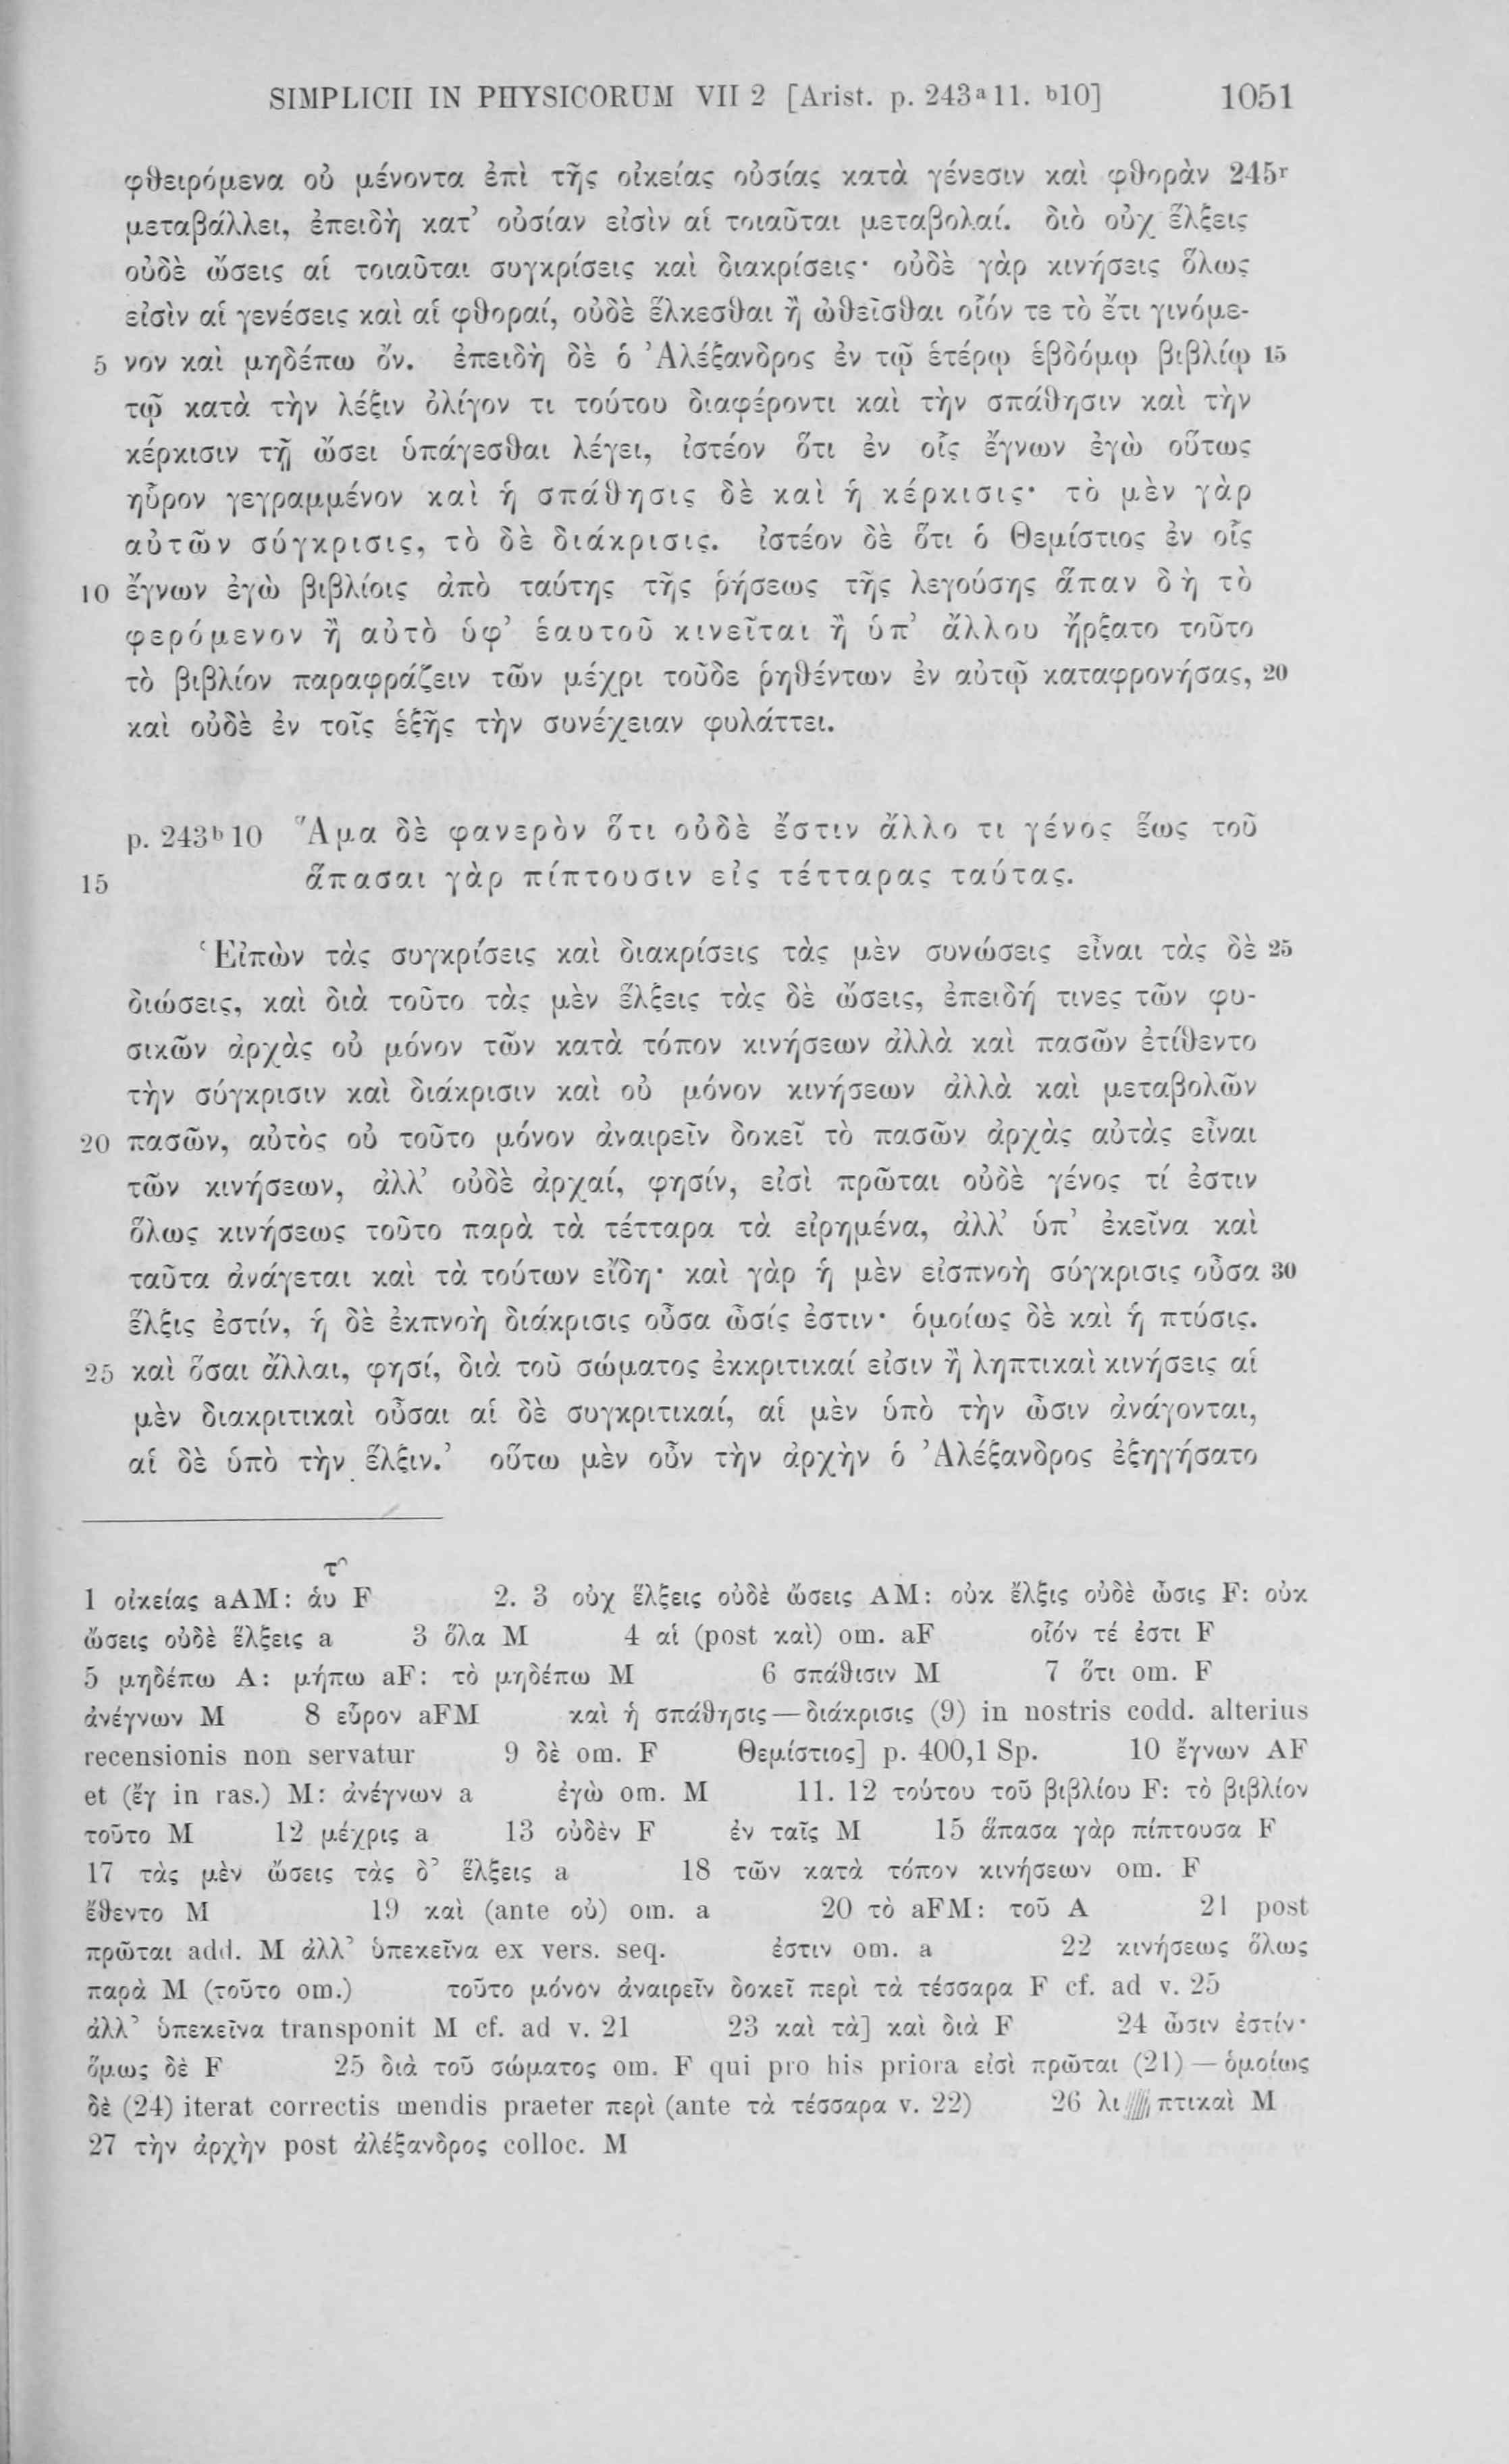 SIMPLICII IN PHYSICORUM VII 2 [Arist. p. 243ᵃ11. ᵇ10] 1051
φθειρόμενα οὐ μένοντα ἐπὶ τῆς οἰκείας οὐσίας κατὰ γένεσιν καὶ φθορὰν 245ʳ
μεταβάλλει, ἐπειδὴ κατ’ οὐσίαν εἰσὶν αἱ τοιαῦται μεταβολαί. διὸ οὐχ ἕλξεις
οὐδὲ ὤσεις αἱ τοιαῦται συγκρίσεις καὶ διακρίσεις· οὐδὲ γὰρ κινήσεις ὅλως
εἰσὶν αἱ γενέσεις καὶ αἱ φθοραί, οὐδὲ ἕλκεσθαι ἢ ὠθεῖσθαι οἷόν τε τὸ ἔτι γινόμε-
5 νον καὶ μηδέπω ὄν. ἐπειδὴ δὲ ὁ Ἀλέξανδρος ἐν τῷ ἑτέρῳ ἑβδόμῳ βιβλίῳ 15
τῷ κατὰ τὴν λέξιν ὀλίγον τι τούτου διαφέροντι καὶ τὴν σπάθησιν καὶ τὴν
κέρκισιν τῇ ὤσει ὑπάγεσθαι λέγει, ἰστέον ὅτι ἐν οἷς ἔγνων ἐγὼ οὕτως
ηὗρον γεγραμμένον καὶ ἡ σπάθησις δὲ καὶ ἡ κέρκισις· τὸ μὲν γὰρ
αὐτῶν σύγκρισις, τὸ δὲ διάκρισις. ἰστέον δὲ ὅτι ὁ Θεμίστιος ἐν οἷς
10 ἔγνων ἐγὼ βιβλίοις ἀπὸ ταύτης τῆς ῥήσεως τῆς λεγούσης ἅπαν δὴ τὸ
φερόμενον ἢ αὐτὸ ὑφ’ ἑαυτοῦ κινεῖται ἢ ὑπ’ ἄλλου ἤρξατο τοῦτο
τὸ βιβλίον παραφράζειν τῶν μέχρι τοῦδε ῥηθέντων ἐν αὐτῷ καταφρονήσας, 20
καὶ οὐδὲ ἐν τοῖς ἑξῆς τὴν συνέχειαν φυλάττει.
p. 243ᵇ10 Ἅμα δὲ φανερὸν ὅτι οὐδὲ ἔστιν ἄλλο τι γένος ἕως τοῦ
15 ἅπασαι γὰρ πίπτουσιν εἰς τέτταρας ταύτας.
‘Εἰπὼν τὰς συγκρίσεις καὶ διακρίσεις τὰς μὲν συνώσεις εἶναι τὰς δὲ 25
διώσεις, καὶ διὰ τοῦτο τὰς μὲν ἕλξεις τὰς δὲ ὤσεις, ἐπειδή τινες τῶν φυ-
σικῶν ἀρχὰς οὐ μόνον τῶν κατὰ τόπον κινήσεων ἀλλὰ καὶ πασῶν ἐτίθεντο
τὴν σύγκρισιν καὶ διάκρισιν καὶ οὐ μόνον κινήσεων ἀλλὰ καὶ μεταβολῶν
20 πασῶν, αὐτὸς οὐ τοῦτο μόνον ἀναιρεῖν δοκεῖ τὸ πασῶν ἀρχὰς αὐτὰς εἶναι
τῶν κινήσεων, ἀλλ’ οὐδὲ ἀρχαί, φησίν, εἰσὶ πρῶται οὐδὲ γένος τί ἐστιν
ὅλως κινήσεως τοῦτο παρὰ τὰ τέτταρα τὰ εἰρημένα, ἀλλ’ ὑπ’ ἐκεῖνα καὶ
ταῦτα ἀνάγεται καὶ τὰ τούτων εἴδη· καὶ γὰρ ἡ μὲν εἰσπνοὴ σύγκρισις οὖσα 30
ἕλξις ἐστίν, ἡ δὲ ἐκπνοὴ διάκρισις οὖσα ὦσίς ἐστιν· ὁμοίως δὲ καὶ ἡ πτύσις.
25 καὶ ὅσαι ἄλλαι, φησί, διὰ τοῦ σώματος ἐκκριτικαί εἰσιν ἢ ληπτικαὶ κινήσεις αἱ
μὲν διακριτικαὶ οὖσαι αἱ δὲ συγκριτικαί, αἱ μὲν ὑπὸ τὴν ὦσιν ἀνάγονται,
αἱ δὲ ὑπὸ τὴν ἕλξιν.’ οὕτω μὲν οὖν τὴν ἀρχὴν ὁ Ἀλέξανδρος ἐξηγήσατο
1 οἰκείας aAM: ἁυ F 2. 3 οὐχ ἕλξεις οὐδὲ ὤσεις AM: οὐκ ἔλξις οὐδὲ ὦσις F: οὐκ
ὤσεις οὐδὲ ἕλξεις a 3 ὅλα M 4 αἱ (post καὶ) om. aF οἷόν τέ ἐστι F
5 μηδέπω A: μήπω aF: τὸ μηδέπω M 6 σπάθισιν M 7 ὅτι om. F
ἀνέγνων M 8 εὗρον aFM καὶ ἡ σπάθησις—διάκρισις (9) in nostris codd. alterius
recensionis non servatur 9 δὲ om. F Θεμίστιος] p. 400,1 Sp. 10 ἔγνων AF
et (ἔγ in ras.) M: ἀνέγνων a ἐγὼ om. M 11. 12 τούτου τοῦ βιβλίου F: τὸ βιβλίον
τοῦτο M 12 μέχρις a 13 οὐδὲν F ἐν ταῖς M 15 ἅπασα γὰρ πίπτουσα F
17 τὰς μὲν ὤσεις τὰς δ’ ἕλξεις a 18 τῶν κατὰ τόπον κινήσεων om. F
ἔθεντο M 19 καὶ (ante οὐ) om. a 20 τὸ aFM: τοῦ A 21 post
πρῶται add. M ἀλλ’ ὑπεκεῖνα ex vers. seq. ἐστιν om. a 22 κινήσεως ὅλως
παρὰ M (τοῦτο om.) τοῦτο μόνον ἀναιρεῖν δοκεῖ περὶ τὰ τέσσαρα F cf. ad v. 25
ἀλλ’ ὑπεκεῖνα transponit M cf. ad v. 21 23 καὶ τὰ] καὶ διὰ F 24 ὦσιν ἐστίν·
ὅμως δὲ F 25 διὰ τοῦ σώματος om. F qui pro his priora εἰσὶ πρῶται (21) — ὁμοίως
δὲ (24) iterat correctis mendis praeter περὶ (ante τὰ τέσσαρα v. 22) 26 λι////πτικαὶ M
27 τὴν ἀρχὴν post ἀλέξανδρος colloc. M